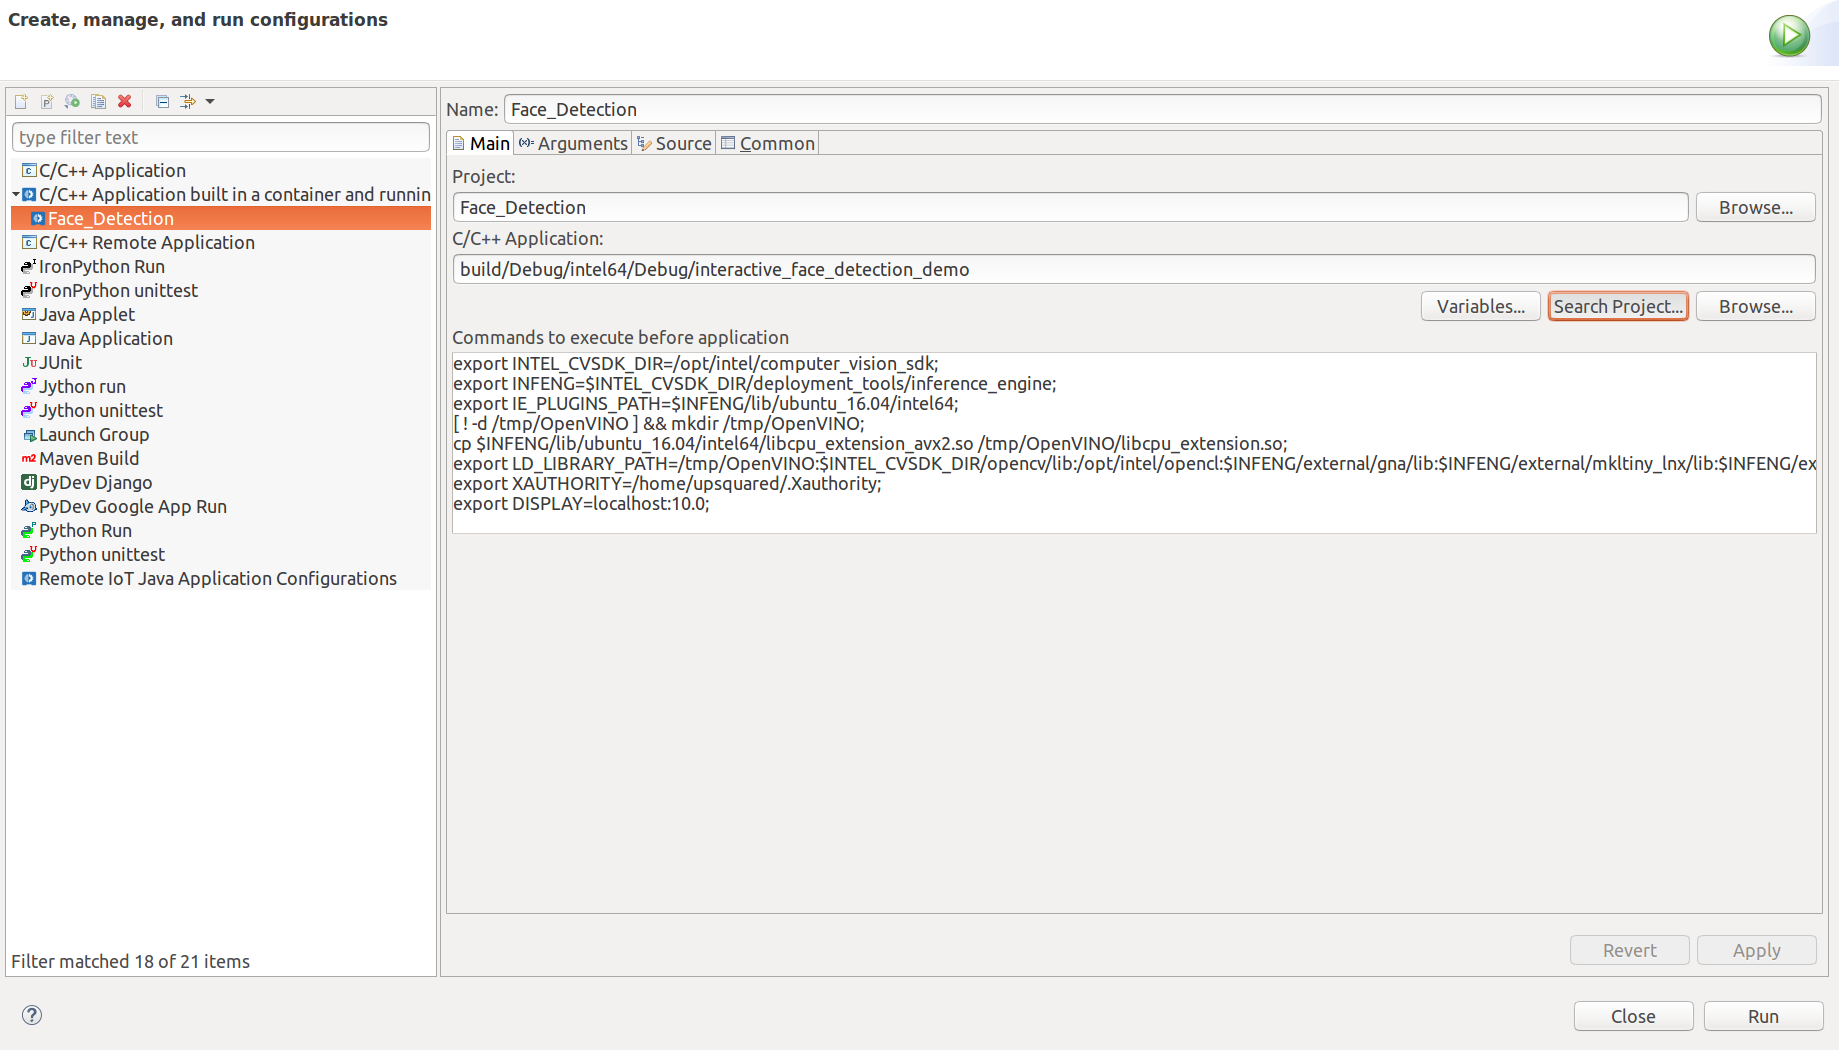 Create, manage, and run configurations
type filter text
C/C++ Application
C/C++ Application built in a container and runnin
Face_Detection
C/C++ Remote Application
IronPython Run
IronPython unittest
Java Applet
Java Application
JUnit
Jython run
Jython unittest
Launch Group
Maven Build
PyDev Django
PyDev Google App Run
Python Run
Python unittest
Remote IoT Java Application Configurations
Filter matched 18 of 21 items
Name: Face_Detection
Main Arguments Source Common
Project:
Face_Detection Browse...
C/C++ Application:
build/Debug/intel64/Debug/interactive_face_detection_demo
Variables... Search Project... Browse...
Commands to execute before application
export INTEL_CVSDK_DIR=/opt/intel/computer_vision_sdk;
export INFENG=$INTEL_CVSDK_DIR/deployment_tools/inference_engine;
export IE_PLUGINS_PATH=$INFENG/lib/ubuntu_16.04/intel64;
[ ! -d /tmp/OpenVINO ] && mkdir /tmp/OpenVINO;
cp $INFENG/lib/ubuntu_16.04/intel64/libcpu_extension_avx2.so /tmp/OpenVINO/libcpu_extension.so;
export LD_LIBRARY_PATH=/tmp/OpenVINO:$INTEL_CVSDK_DIR/opencv/lib:/opt/intel/opencl:$INFENG/external/gna/lib:$INFENG/external/mkltiny_lnx/lib:$INFENG/ex
export XAUTHORITY=/home/upsquared/.Xauthority;
export DISPLAY=localhost:10.0;
Revert Apply
Close Run